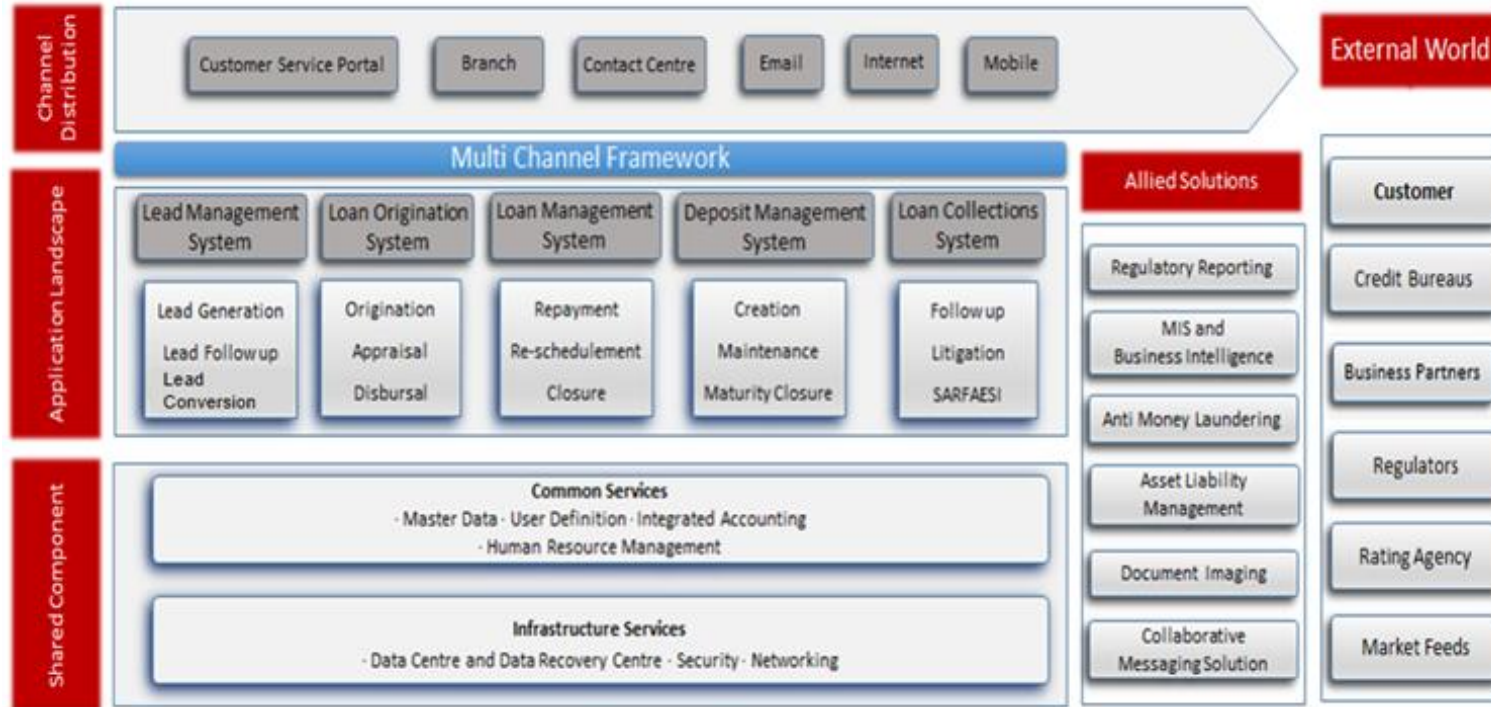 Channel
Distribution
Customer Service Portal
Branch
Contact Centre
Email
Internet
Mobile
External World
Multi Channel Framework
Application Landscape
Lead Management
System
Loan Origination
System
Loan Management
System
Deposit Management
System
Loan Collections
System
Lead Generation
Lead Followup
Lead
Conversion
Origination
Appraisal
Disbursal
Repayment
Re-schedulement
Closure
Creation
Maintenance
Maturity Closure
Followup
Litigation
SARFAESI
Shared Component
Common Services
· Master Data · User Definition · Integrated Accounting
· Human Resource Management
Infrastructure Services
· Data Centre and Data Recovery Centre · Security · Networking
Allied Solutions
Regulatory Reporting
MIS and
Business Intelligence
Anti Money Laundering
Asset Liability
Management
Document Imaging
Collaborative
Messaging Solution
Customer
Credit Bureaus
Business Partners
Regulators
Rating Agency
Market Feeds